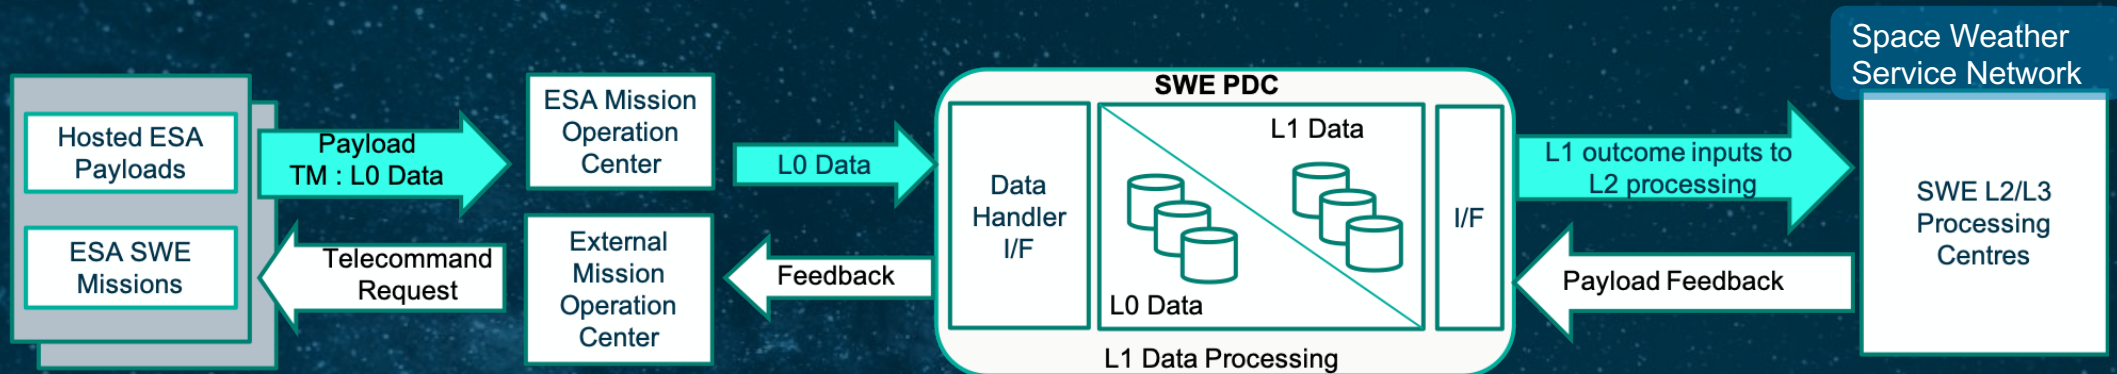 Space Weather
Service Network
Hosted ESA
Payloads
ESA SWE
Missions
Payload
TM : L0 Data
Telecommand
Request
ESA Mission
Operation
Center
External
Mission
Operation
Center
L0 Data
Feedback
SWE PDC
Data
Handler
I/F
L1 Data
L0 Data
I/F
L1 Data Processing
L1 outcome inputs to
L2 processing
Payload Feedback
SWE L2/L3
Processing
Centres